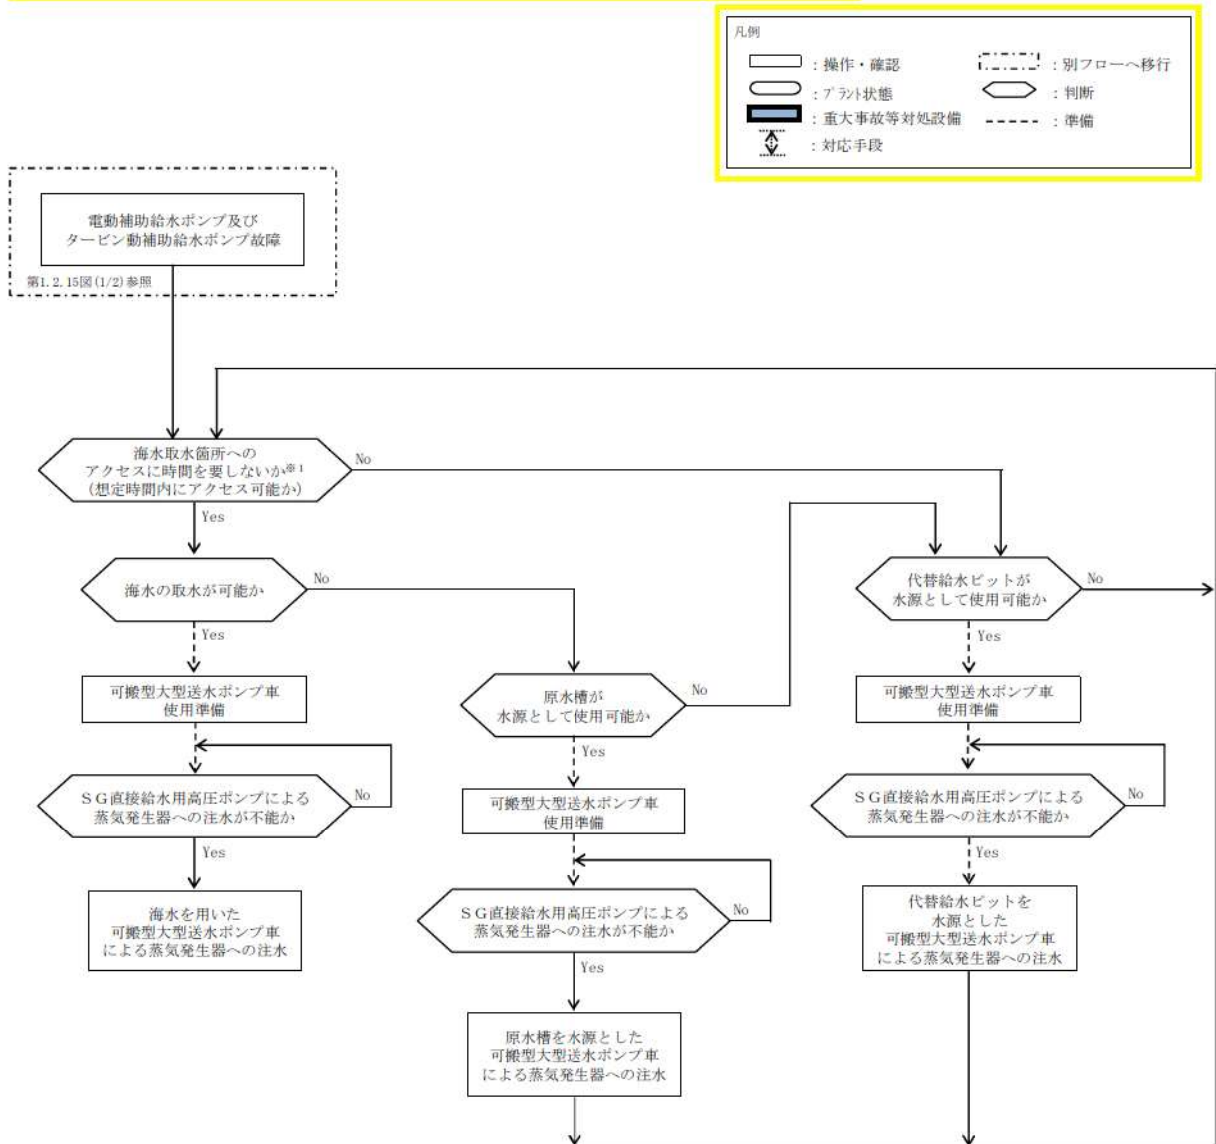 凡例
：操作・確認
：別フローへ移行
：プラント状態
：判断
：重大事故等対処設備
：準備
：対応手段
電動補助給水ポンプ及び
タービン動補助給水ポンプ故障
第1.2.15図(1/2)参照
海水取水箇所への
アクセスに時間を要しないか※1
（想定時間内にアクセス可能か）
No
Yes
海水の取水が可能か
No
Yes
可搬型大型送水ポンプ車
使用準備
ＳＧ直接給水用高圧ポンプによる
蒸気発生器への注水が不能か
No
Yes
海水を用いた
可搬型大型送水ポンプ車
による蒸気発生器への注水
原水槽が
水源として使用可能か
No
Yes
可搬型大型送水ポンプ車
使用準備
ＳＧ直接給水用高圧ポンプによる
蒸気発生器への注水が不能か
No
Yes
原水槽を水源とした
可搬型大型送水ポンプ車
による蒸気発生器への注水
代替給水ピットが
水源として使用可能か
No
Yes
可搬型大型送水ポンプ車
使用準備
ＳＧ直接給水用高圧ポンプによる
蒸気発生器への注水が不能か
No
Yes
代替給水ピットを
水源とした
可搬型大型送水ポンプ車
による蒸気発生器への注水